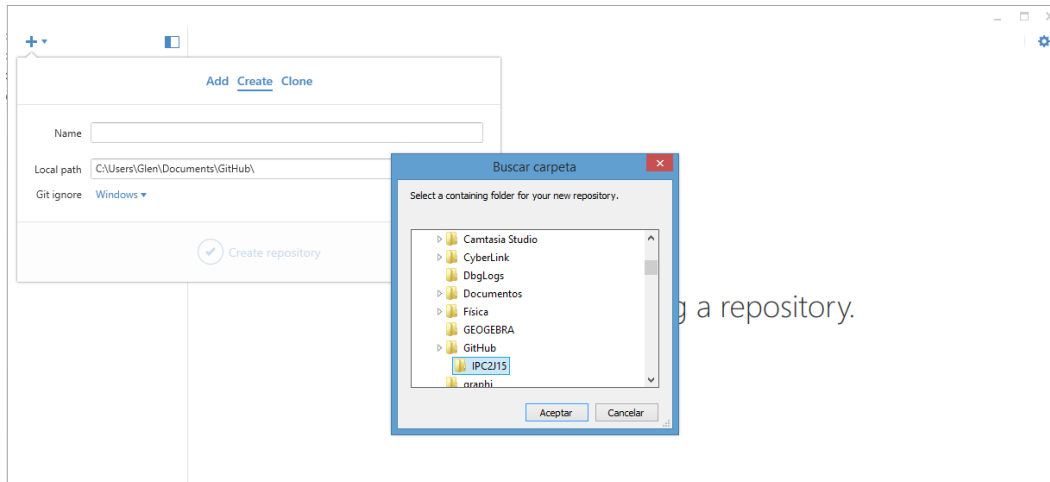 Add Create Clone
Name
Local path C:\Users\Glen\Documents\GitHub\
Git ignore Windows
Create repository
Buscar carpeta
Select a containing folder for your new repository.
Camtasia Studio
CyberLink
DbgLogs
Documentos
Física
GEOGEBRA
GitHub
IPC2J15
graphi
Aceptar Cancelar
g a repository.